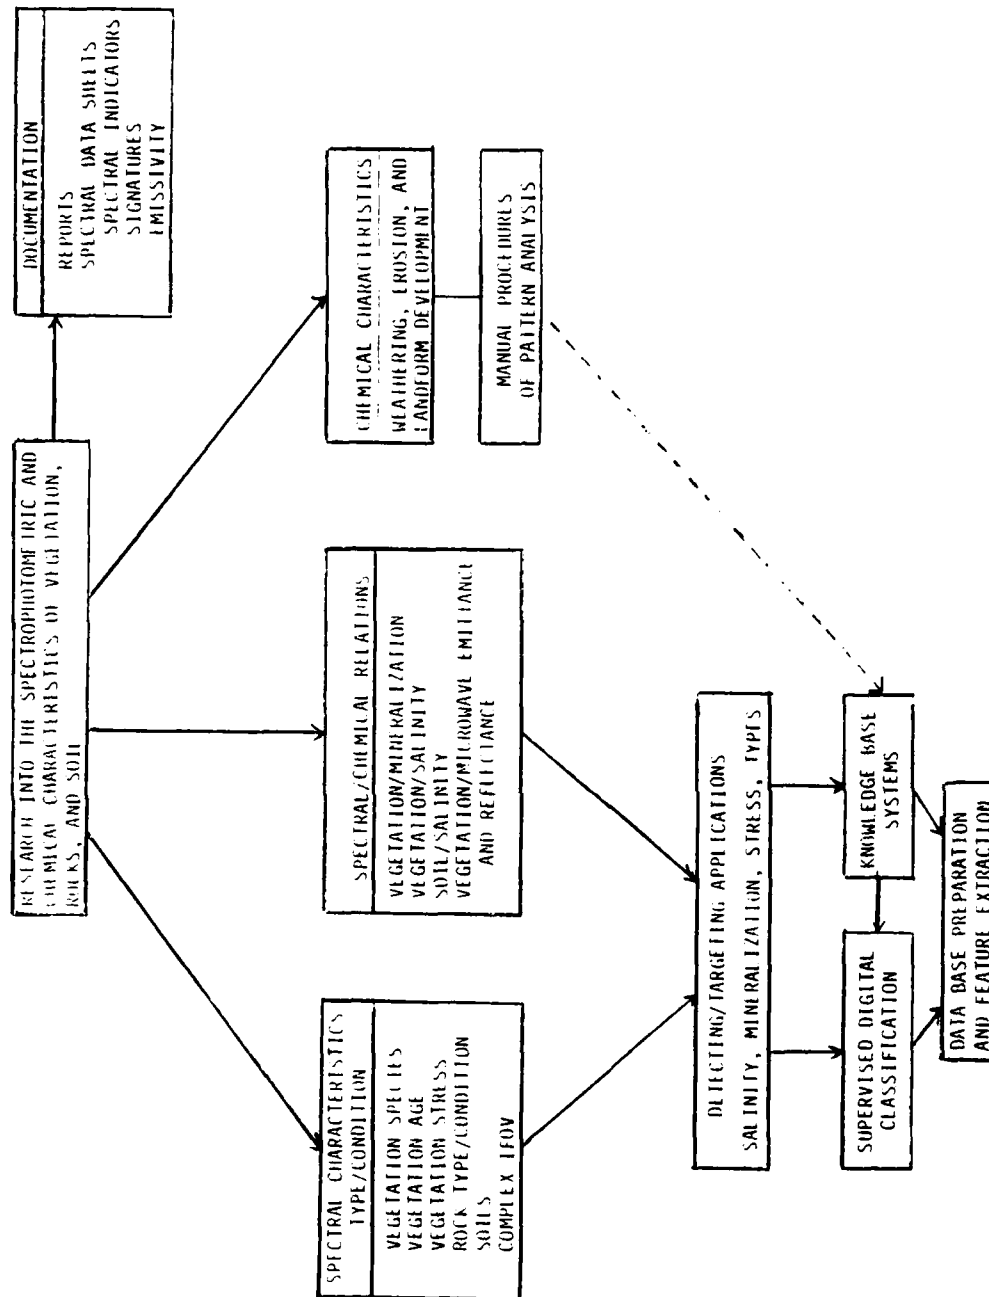 RESEARCH INTO THE SPECTROPHOTOMETRIC AND
CHEMICAL CHARACTERISTICS OF VEGETATION,
ROCKS, AND SOIL
DOCUMENTATION
REPORTS
SPECTRAL DATA SHEETS
SPECTRAL INDICATORS
SIGNATURES
EMISSIVITY
SPECTRAL CHARACTERISTICS
TYPE/CONDITION
VEGETATION SPECIES
VEGETATION AGE
VEGETATION STRESS
ROCK TYPE/CONDITION
SOILS
COMPLEX IFOV
SPECTRAL/CHEMICAL RELATIONS
VEGETATION/MINERALIZATION
VEGETATION/SALINITY
SOIL/SALINITY
VEGETATION/MICROWAVE EMITTANCE
AND REFLECTANCE
CHEMICAL CHARACTERISTICS
WEATHERING, EROSION, AND
LANDFORM DEVELOPMENT
MANUAL PROCEDURES
OF PATTERN ANALYSIS
DETECTING/TARGETING APPLICATIONS
SALINITY, MINERALIZATION, STRESS, TYPES
SUPERVISED DIGITAL
CLASSIFICATION
KNOWLEDGE BASE
SYSTEMS
DATA BASE PREPARATION
AND FEATURE EXTRACTION